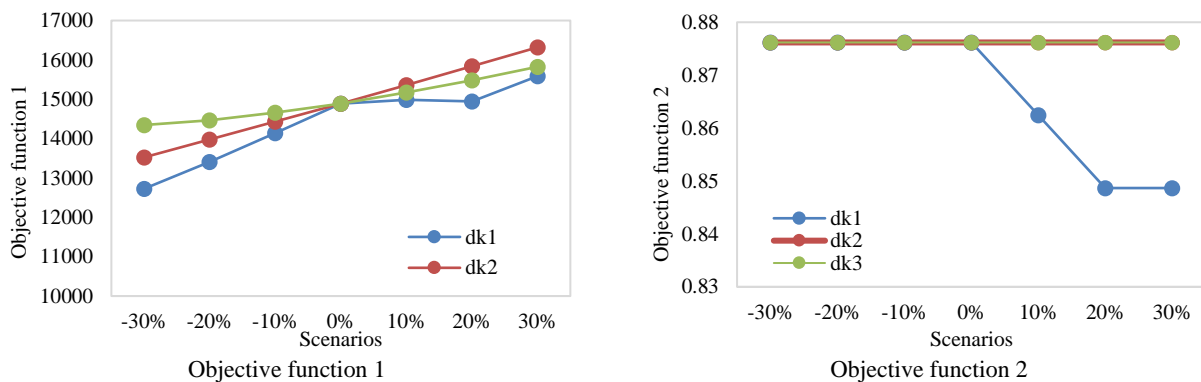 17000
16000
15000
14000
13000
12000
11000
10000
Objective function 1
dk1
dk2
-30% -20% -10% 0% 10% 20% 30%
Scenarios
Objective function 1
0.88
0.87
0.86
0.85
0.84
0.83
Objective function 2
dk1
dk2
dk3
-30% -20% -10% 0% 10% 20% 30%
Scenarios
Objective function 2